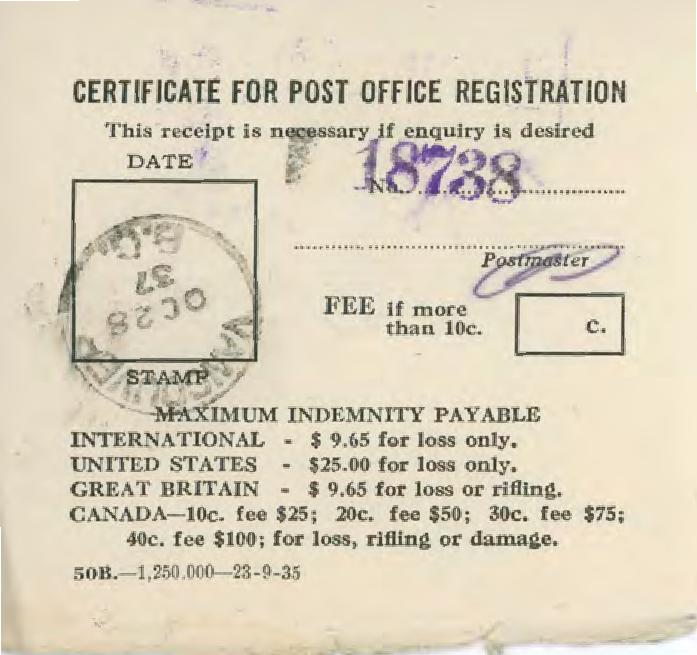 CERTIFICATE FOR POST OFFICE REGISTRATION
This receipt is necessary if enquiry is desired
DATE
No. 18738
Postmaster
FEE if more
than 10c.
C.
B.C.
37
OC 28
VANCOUVER
STAMP
MAXIMUM INDEMNITY PAYABLE
INTERNATIONAL - $ 9.65 for loss only.
UNITED STATES - $25.00 for loss only.
GREAT BRITAIN - $ 9.65 for loss or rifling.
CANADA—10c. fee $25; 20c. fee $50; 30c. fee $75;
40c. fee $100; for loss, rifling or damage.
50B.—1,250,000—23-9-35